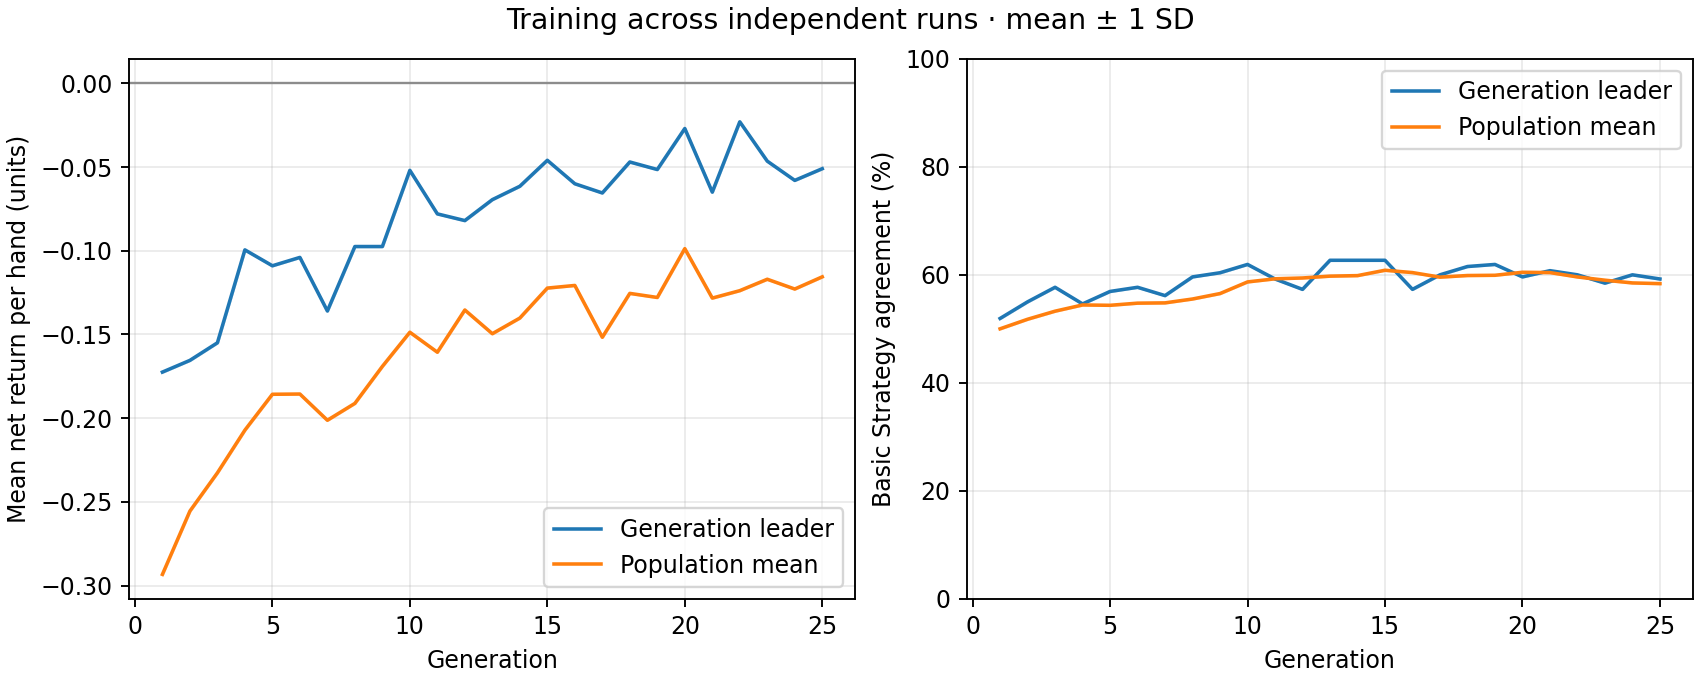 Training across independent runs · mean ± 1 SD
Mean net return per hand (units)
0.00
−0.05
−0.10
−0.15
−0.20
−0.25
−0.30
0 5 10 15 20 25
Generation
Generation leader
Population mean
Basic Strategy agreement (%)
100
80
60
40
20
0
0 5 10 15 20 25
Generation
Generation leader
Population mean